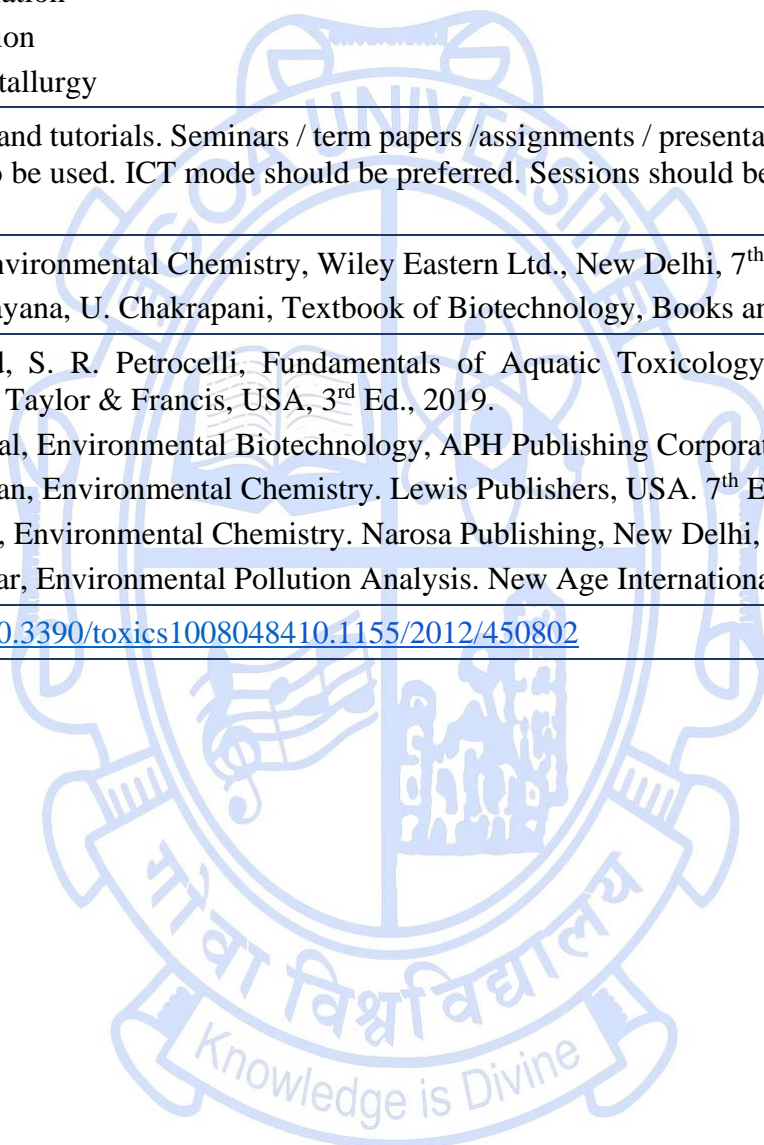 ion
tallurgy
and tutorials. Seminars / term papers /assignments / presenta
be used. ICT mode should be preferred. Sessions should be
nvironmental Chemistry, Wiley Eastern Ltd., New Delhi, 7th
yana, U. Chakrapani, Textbook of Biotechnology, Books an
S. R. Petrocelli, Fundamentals of Aquatic Toxicology
Taylor & Francis, USA, 3rd Ed., 2019.
al, Environmental Biotechnology, APH Publishing Corporat
an, Environmental Chemistry. Lewis Publishers, USA. 7th E
, Environmental Chemistry. Narosa Publishing, New Delhi,
ar, Environmental Pollution Analysis. New Age Internationa
0.3390/toxics1008048410.1155/2012/450802
GOA UNIVERSITY
गोंवा विश्वविद्यालय
Knowledge is Divine